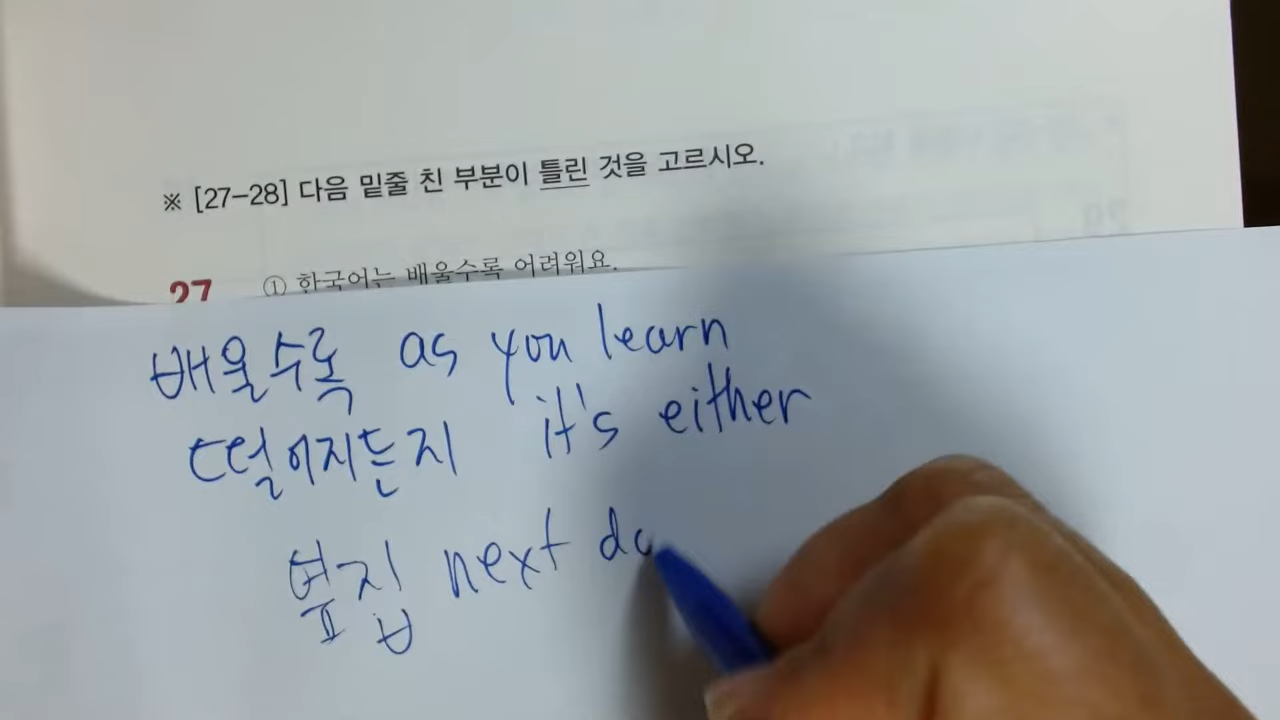 ※ [27-28] 다음 밑줄 친 부분이 틀린 것을 고르시오.
27 ① 한국어는 배울수록 어려워요.
배울수록 as you learn
떨어지든지 it's either
옆집 next do